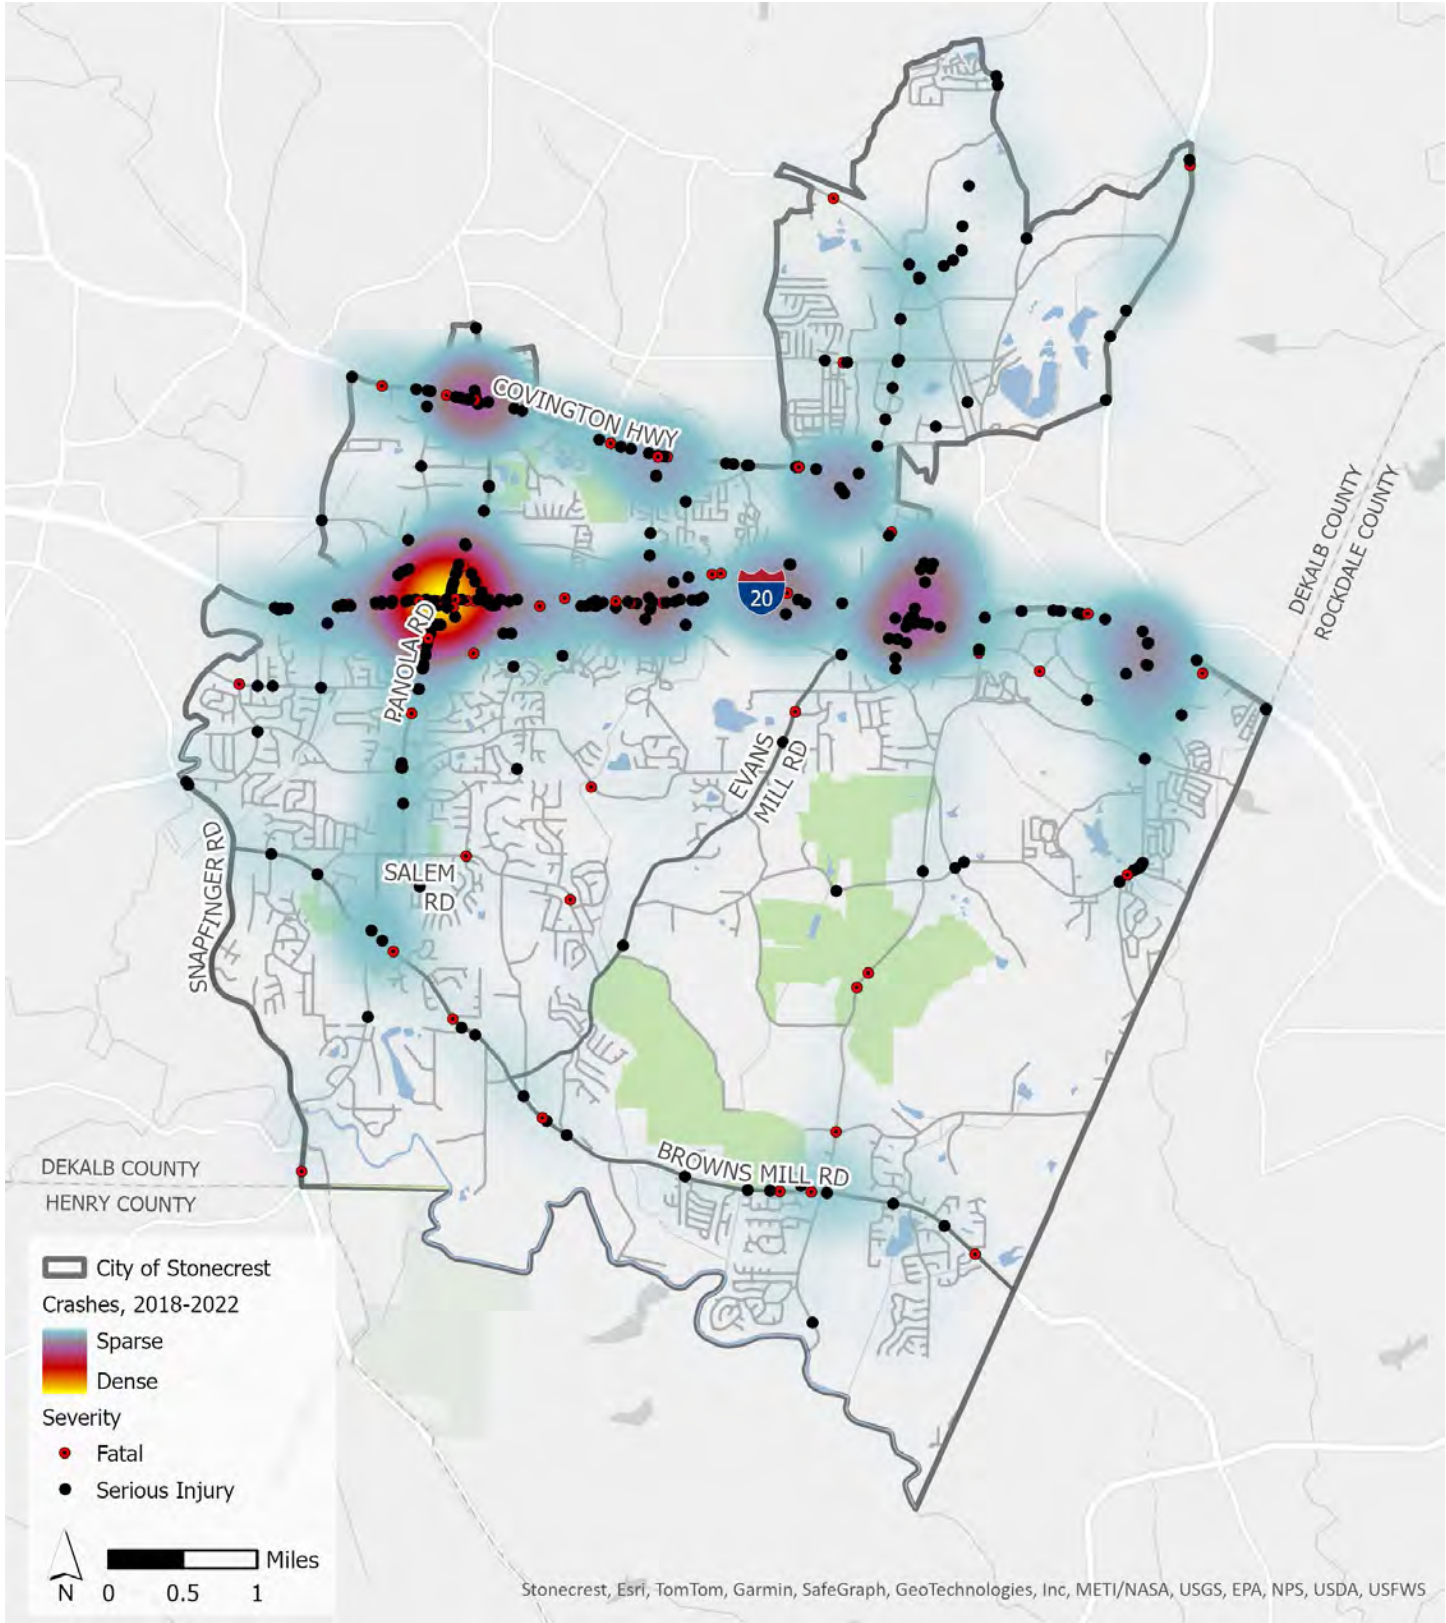 COVINGTON HWY
DEKALB COUNTY
ROCKDALE COUNTY
20
PANOLA RD
EVANS
MILL RD
SNAPFINGER RD
SALEM
RD
BROWNS MILL RD
DEKALB COUNTY
HENRY COUNTY
City of Stonecrest
Crashes, 2018-2022
Sparse
Dense
Severity
Fatal
Serious Injury
N
Miles
0 0.5 1
Stonecrest, Esri, TomTom, Garmin, SafeGraph, GeoTechnologies, Inc, METI/NASA, USGS, EPA, NPS, USDA, USFWS